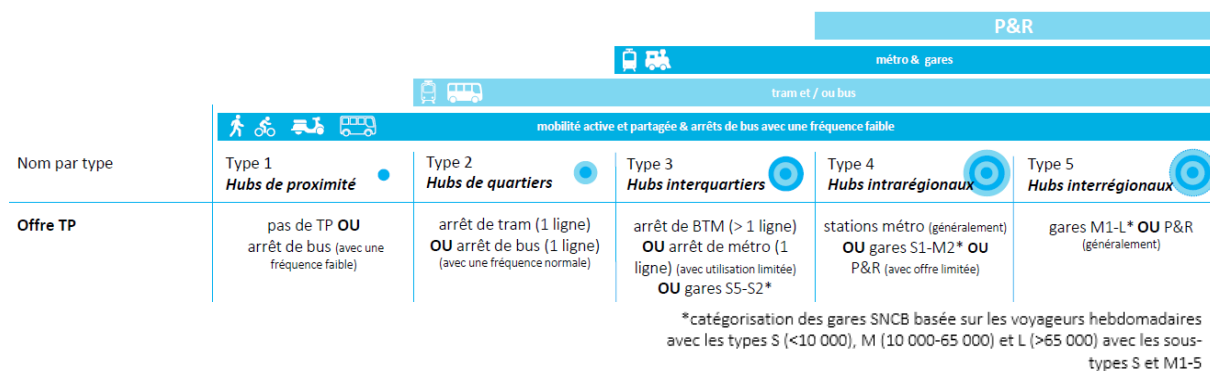 P&R
métro & gares
tram et / ou bus
mobilité active et partagée & arrêts de bus avec une fréquence faible
Nom par type
Type 1
Hubs de proximité
Type 2
Hubs de quartiers
Type 3
Hubs interquartiers
Type 4
Hubs intrarégionaux
Type 5
Hubs interrégionaux
Offre TP
pas de TP OU
arrêt de bus (avec une
fréquence faible)
arrêt de tram (1 ligne)
OU arrêt de bus (1 ligne)
(avec une fréquence normale)
arrêt de BTM (> 1 ligne)
OU arrêt de métro (1
ligne) (avec utilisation limitée)
OU gares S5-S2*
stations métro (généralement)
OU gares S1-M2* OU
P&R (avec offre limitée)
gares M1-L* OU P&R
(généralement)
*catégorisation des gares SNCB basée sur les voyageurs hebdomadaires
avec les types S (<10 000), M (10 000-65 000) et L (>65 000) avec les sous-
types S et M1-5